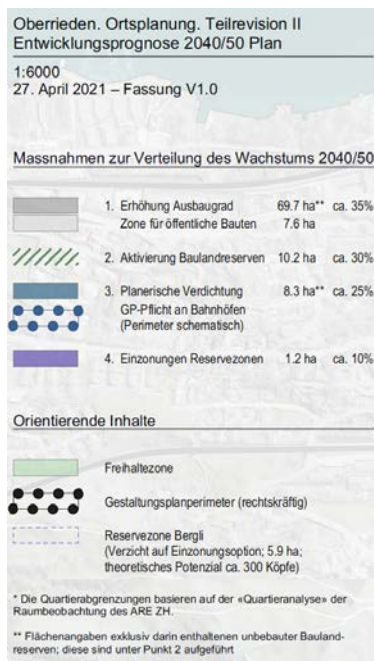 Oberrieden. Ortsplanung. Teilrevision II
Entwicklungsprognose 2040/50 Plan
1:6000
27. April 2021 – Fassung V1.0
Massnahmen zur Verteilung des Wachstums 2040/50
1. Erhöhung Ausbaugrad 69.7 ha** ca. 35%
Zone für öffentliche Bauten 7.6 ha
2. Aktivierung Baulandreserven 10.2 ha ca. 30%
3. Planerische Verdichtung 8.3 ha** ca. 25%
GP-Pflicht an Bahnhöfen
(Perimeter schematisch)
4. Einzonungen Reservezonen 1.2 ha ca. 10%
Orientierende Inhalte
Freihaltezone
Gestaltungsplanperimeter (rechtskräftig)
Reservezone Bergli
(Verzicht auf Einzonungsoption; 5.9 ha;
theoretisches Potenzial ca. 300 Köpfe)
* Die Quartierabgrenzungen basieren auf der «Quartieranalyse» der
Raumbeobachtung des ARE ZH.
** Flächenangaben exklusiv darin enthaltenen unbebauter Bauland-
reserven; diese sind unter Punkt 2 aufgeführt